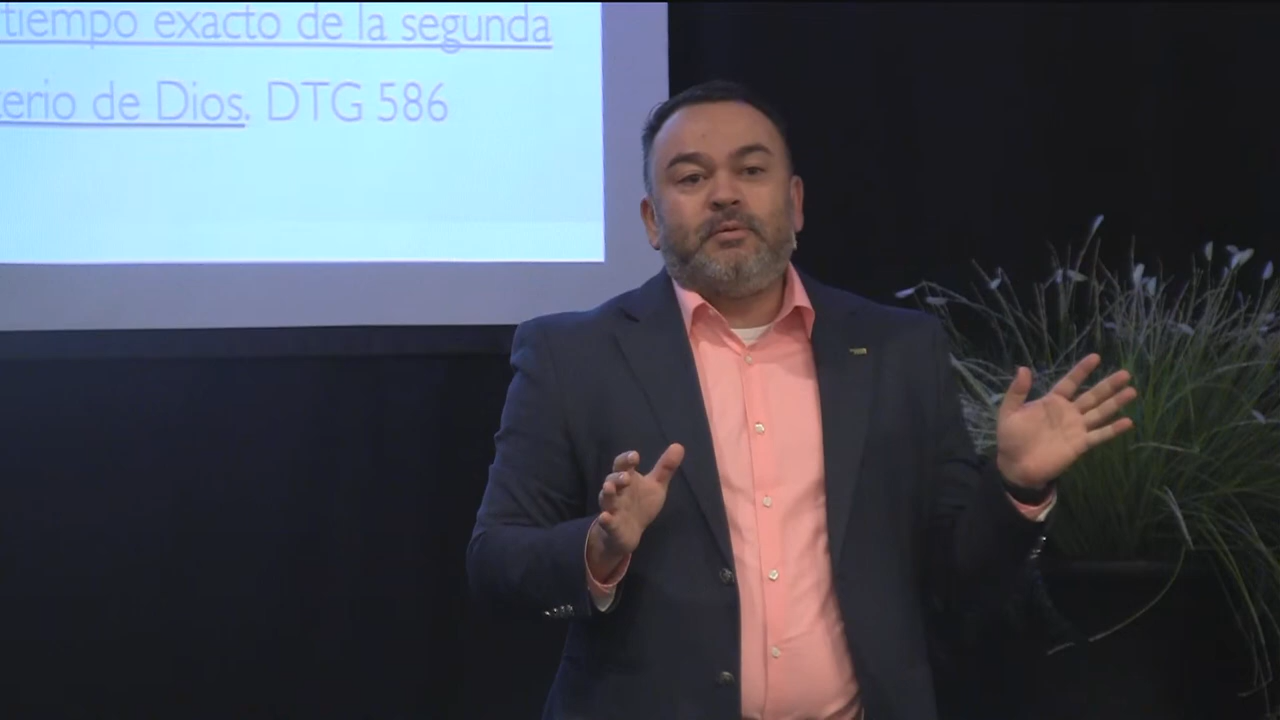 tiempo exacto de la segunda
terio de Dios. DTG 586